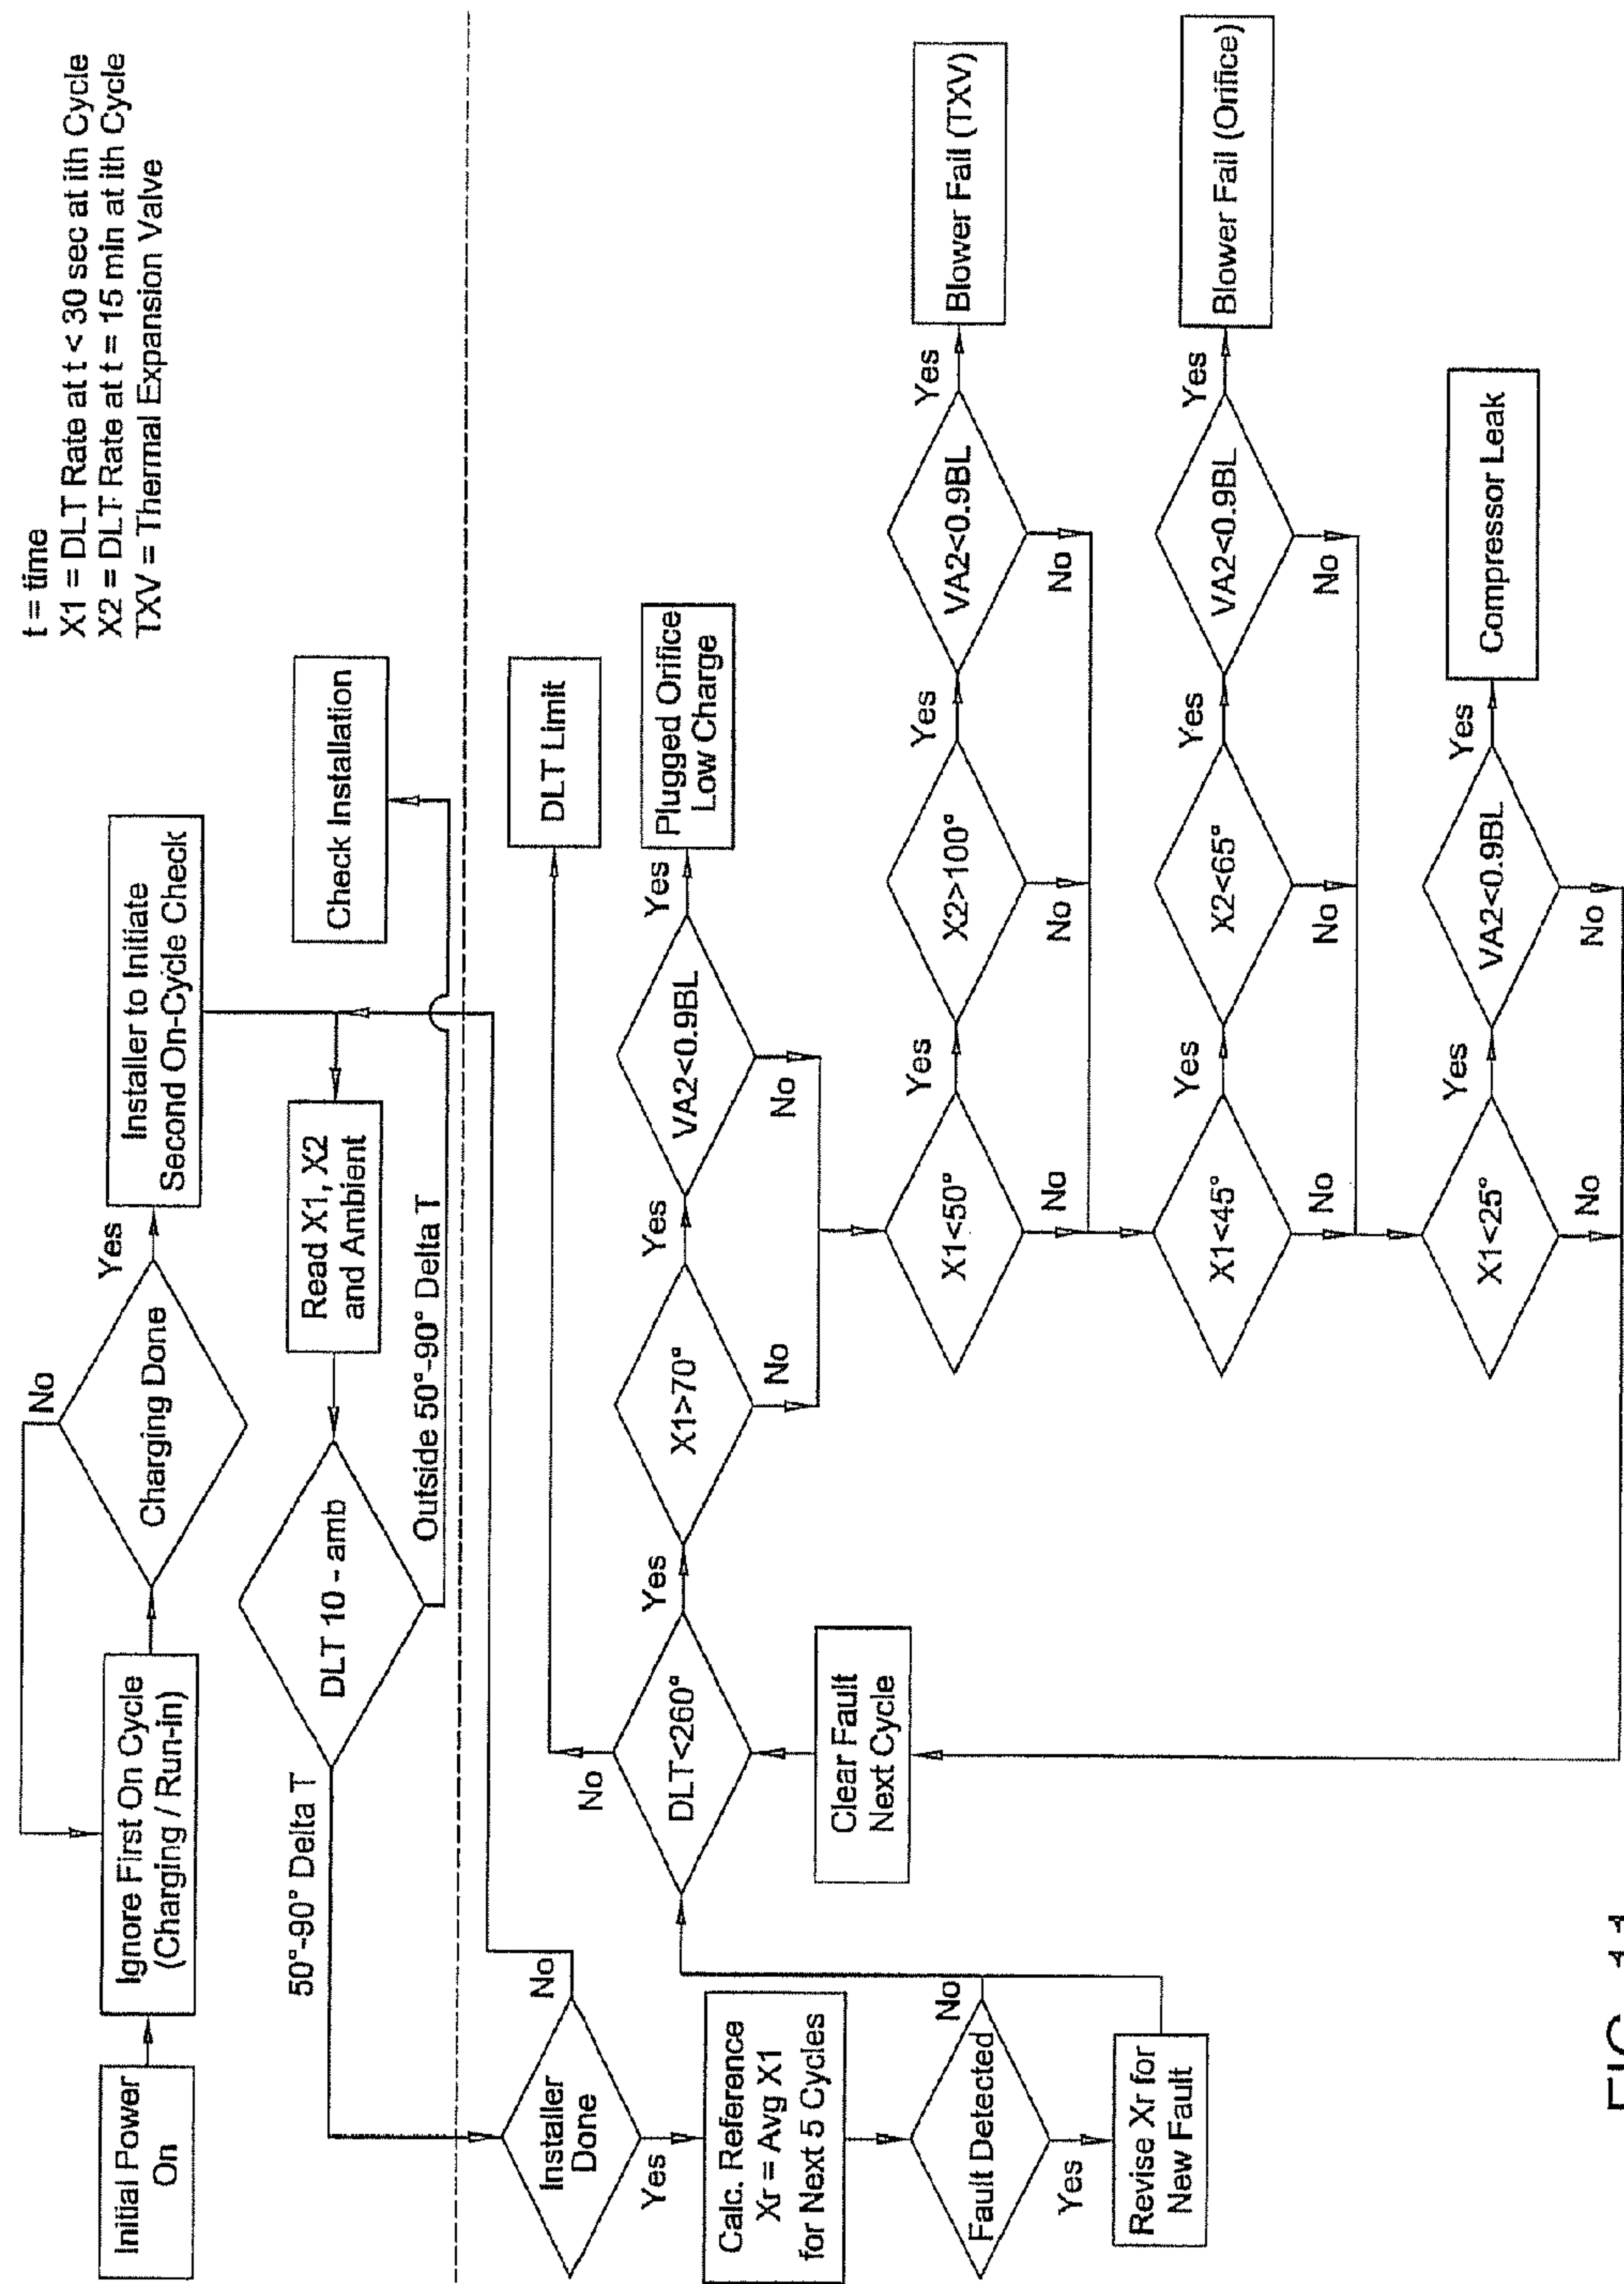 t = time
X1 = DLT Rate at t < 30 sec at ith Cycle
X2 = DLT Rate at t = 15 min at ith Cycle
TXV = Thermal Expansion Valve
Initial Power
On
Ignore First On Cycle
(Charging / Run-in)
No
Charging Done
Yes
Installer to Initiate
Second On-Cycle Check
Read X1, X2
and Ambient
DLT 10 - amb
50°-90° Delta T
Outside 50°-90° Delta T
Check Installation
Installer
Done
No
Yes
Calc. Reference
Xr = Avg X1
for Next 5 Cycles
Fault Detected
No
Yes
Revise Xr for
New Fault
DLT<260°
No
DLT Limit
Yes
Clear Fault
Next Cycle
X1>70°
Yes
No
VA2<0.9BL
Yes
No
Plugged Orifice
Low Charge
X1<50°
Yes
No
X2>100°
Yes
No
VA2<0.9BL
Yes
No
Blower Fail (TXV)
X1<45°
Yes
No
X2<65°
Yes
No
VA2<0.9BL
Yes
No
Blower Fail (Orifice)
X1<25°
Yes
No
VA2<0.9BL
Yes
No
Compressor Leak